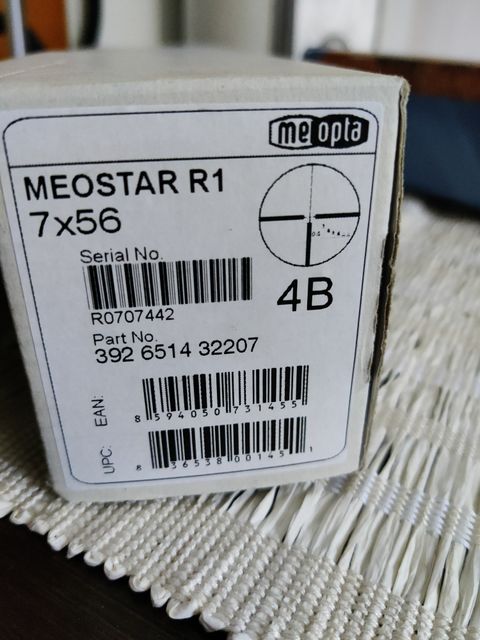 meopta
MEOSTAR R1
7x56
Serial No.
R0707442
4B
Part No.
392 6514 32207
EAN:
8 594050 731455
UPC:
8 36538 00145 1